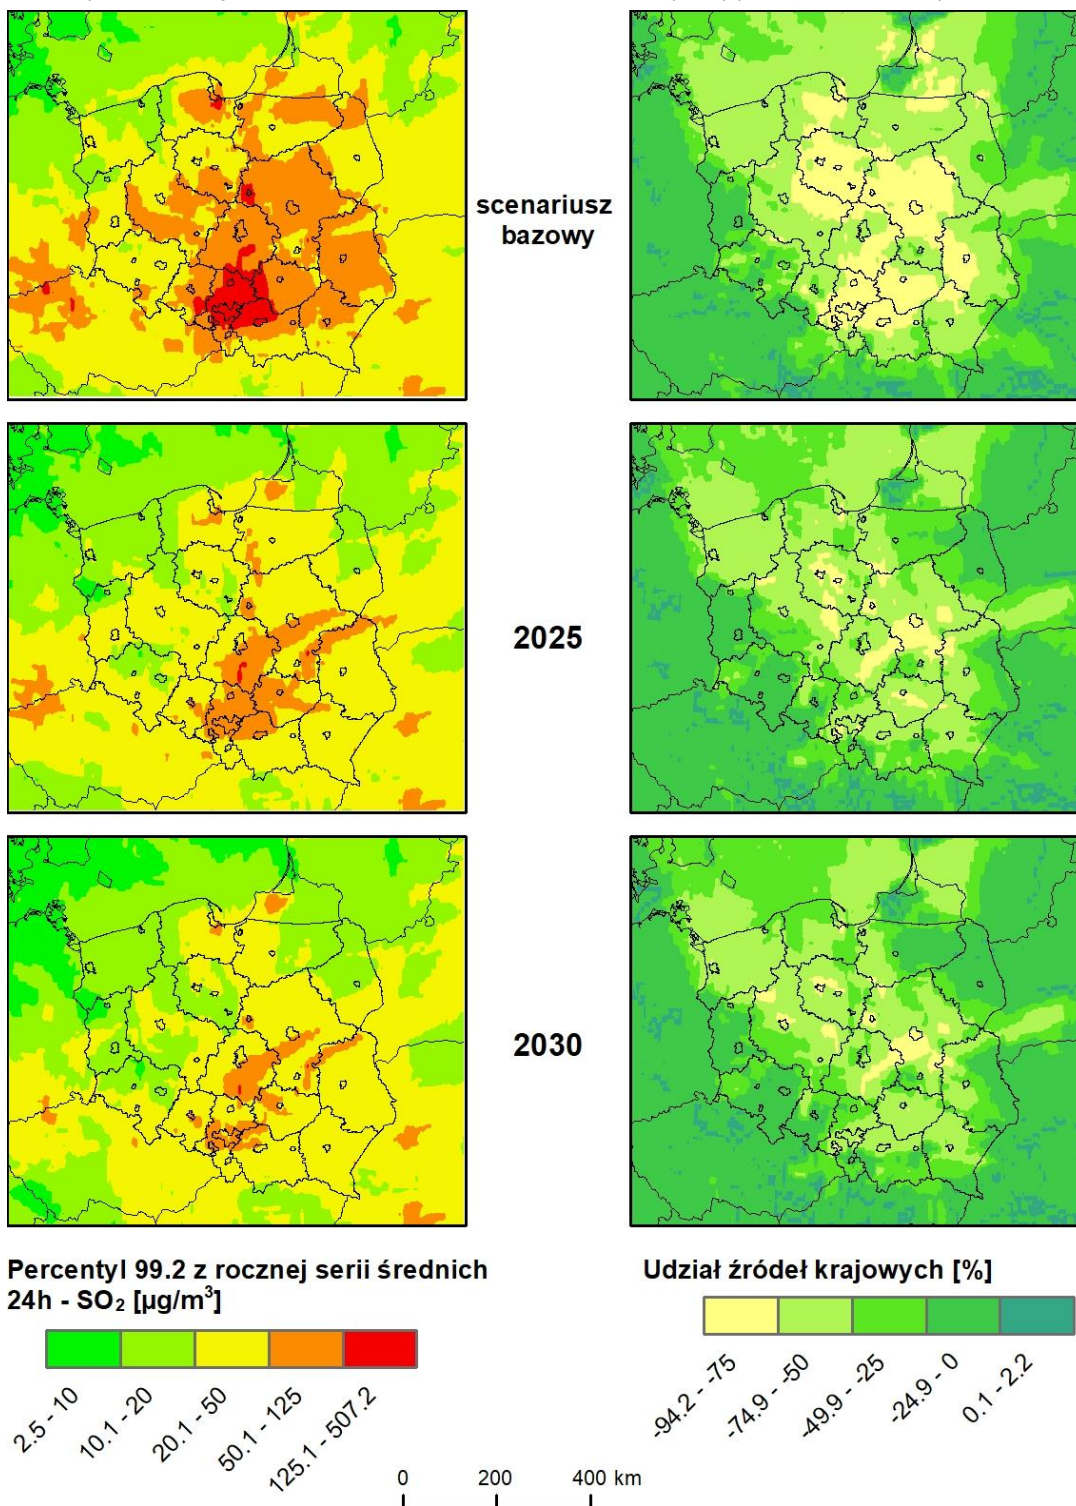 scenariusz
bazowy
2025
2030
Percentyl 99.2 z rocznej serii średnich
24h - SO₂ [µg/m³]
2.5 - 10
10.1 - 20
20.1 - 50
50.1 - 125
125.1 - 507.2
Udział źródeł krajowych [%]
-94.2 - -75
-74.9 - -50
-49.9 - -25
-24.9 - 0
0.1 - 2.2
0 200 400 km